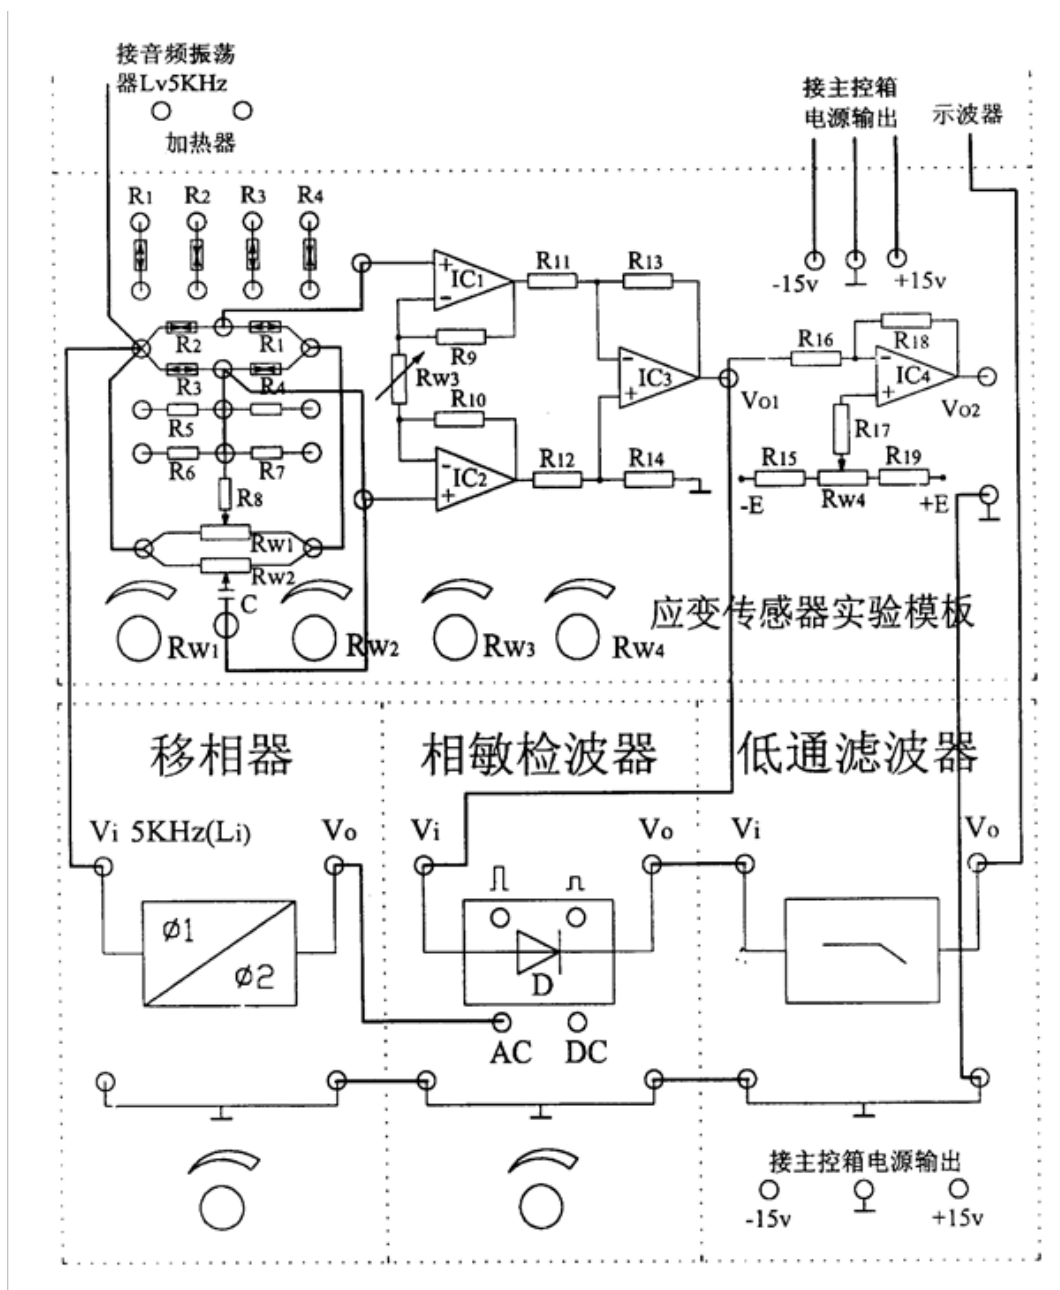 接音频振荡
器Lv5KHz
加热器
接主控箱
电源输出
示波器
R1 R2 R3 R4
-15v +15v
IC1
R11 R13
R2 R1
R9
R3 R4
Rw3
IC3
R16
R18
IC4
Vo1
Vo2
R10
R5
R17
R6 R7
IC2
R12 R14
R15 R19
R8
-E Rw4 +E
Rw1
Rw2
C
应变传感器实验模板
Rw1 Rw2 Rw3 Rw4
移相器 相敏检波器 低通滤波器
Vi 5KHz(Li) Vo Vi Vo Vi Vo
ø1
ø2
D
AC DC
接主控箱电源输出
-15v +15v